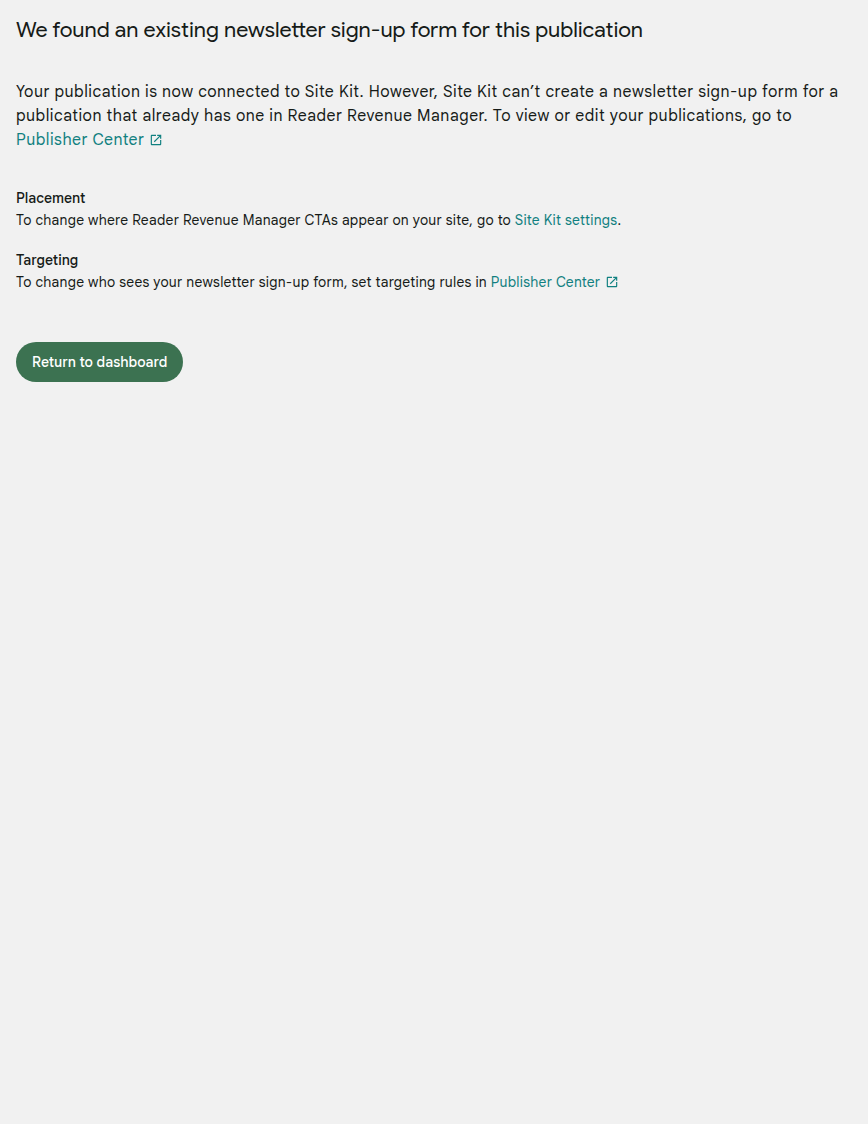 We found an existing newsletter sign-up form for this publication
Your publication is now connected to Site Kit. However, Site Kit can’t create a newsletter sign-up form for a
publication that already has one in Reader Revenue Manager. To view or edit your publications, go to
Publisher Center
Placement
To change where Reader Revenue Manager CTAs appear on your site, go to Site Kit settings.
Targeting
To change who sees your newsletter sign-up form, set targeting rules in Publisher Center
Return to dashboard